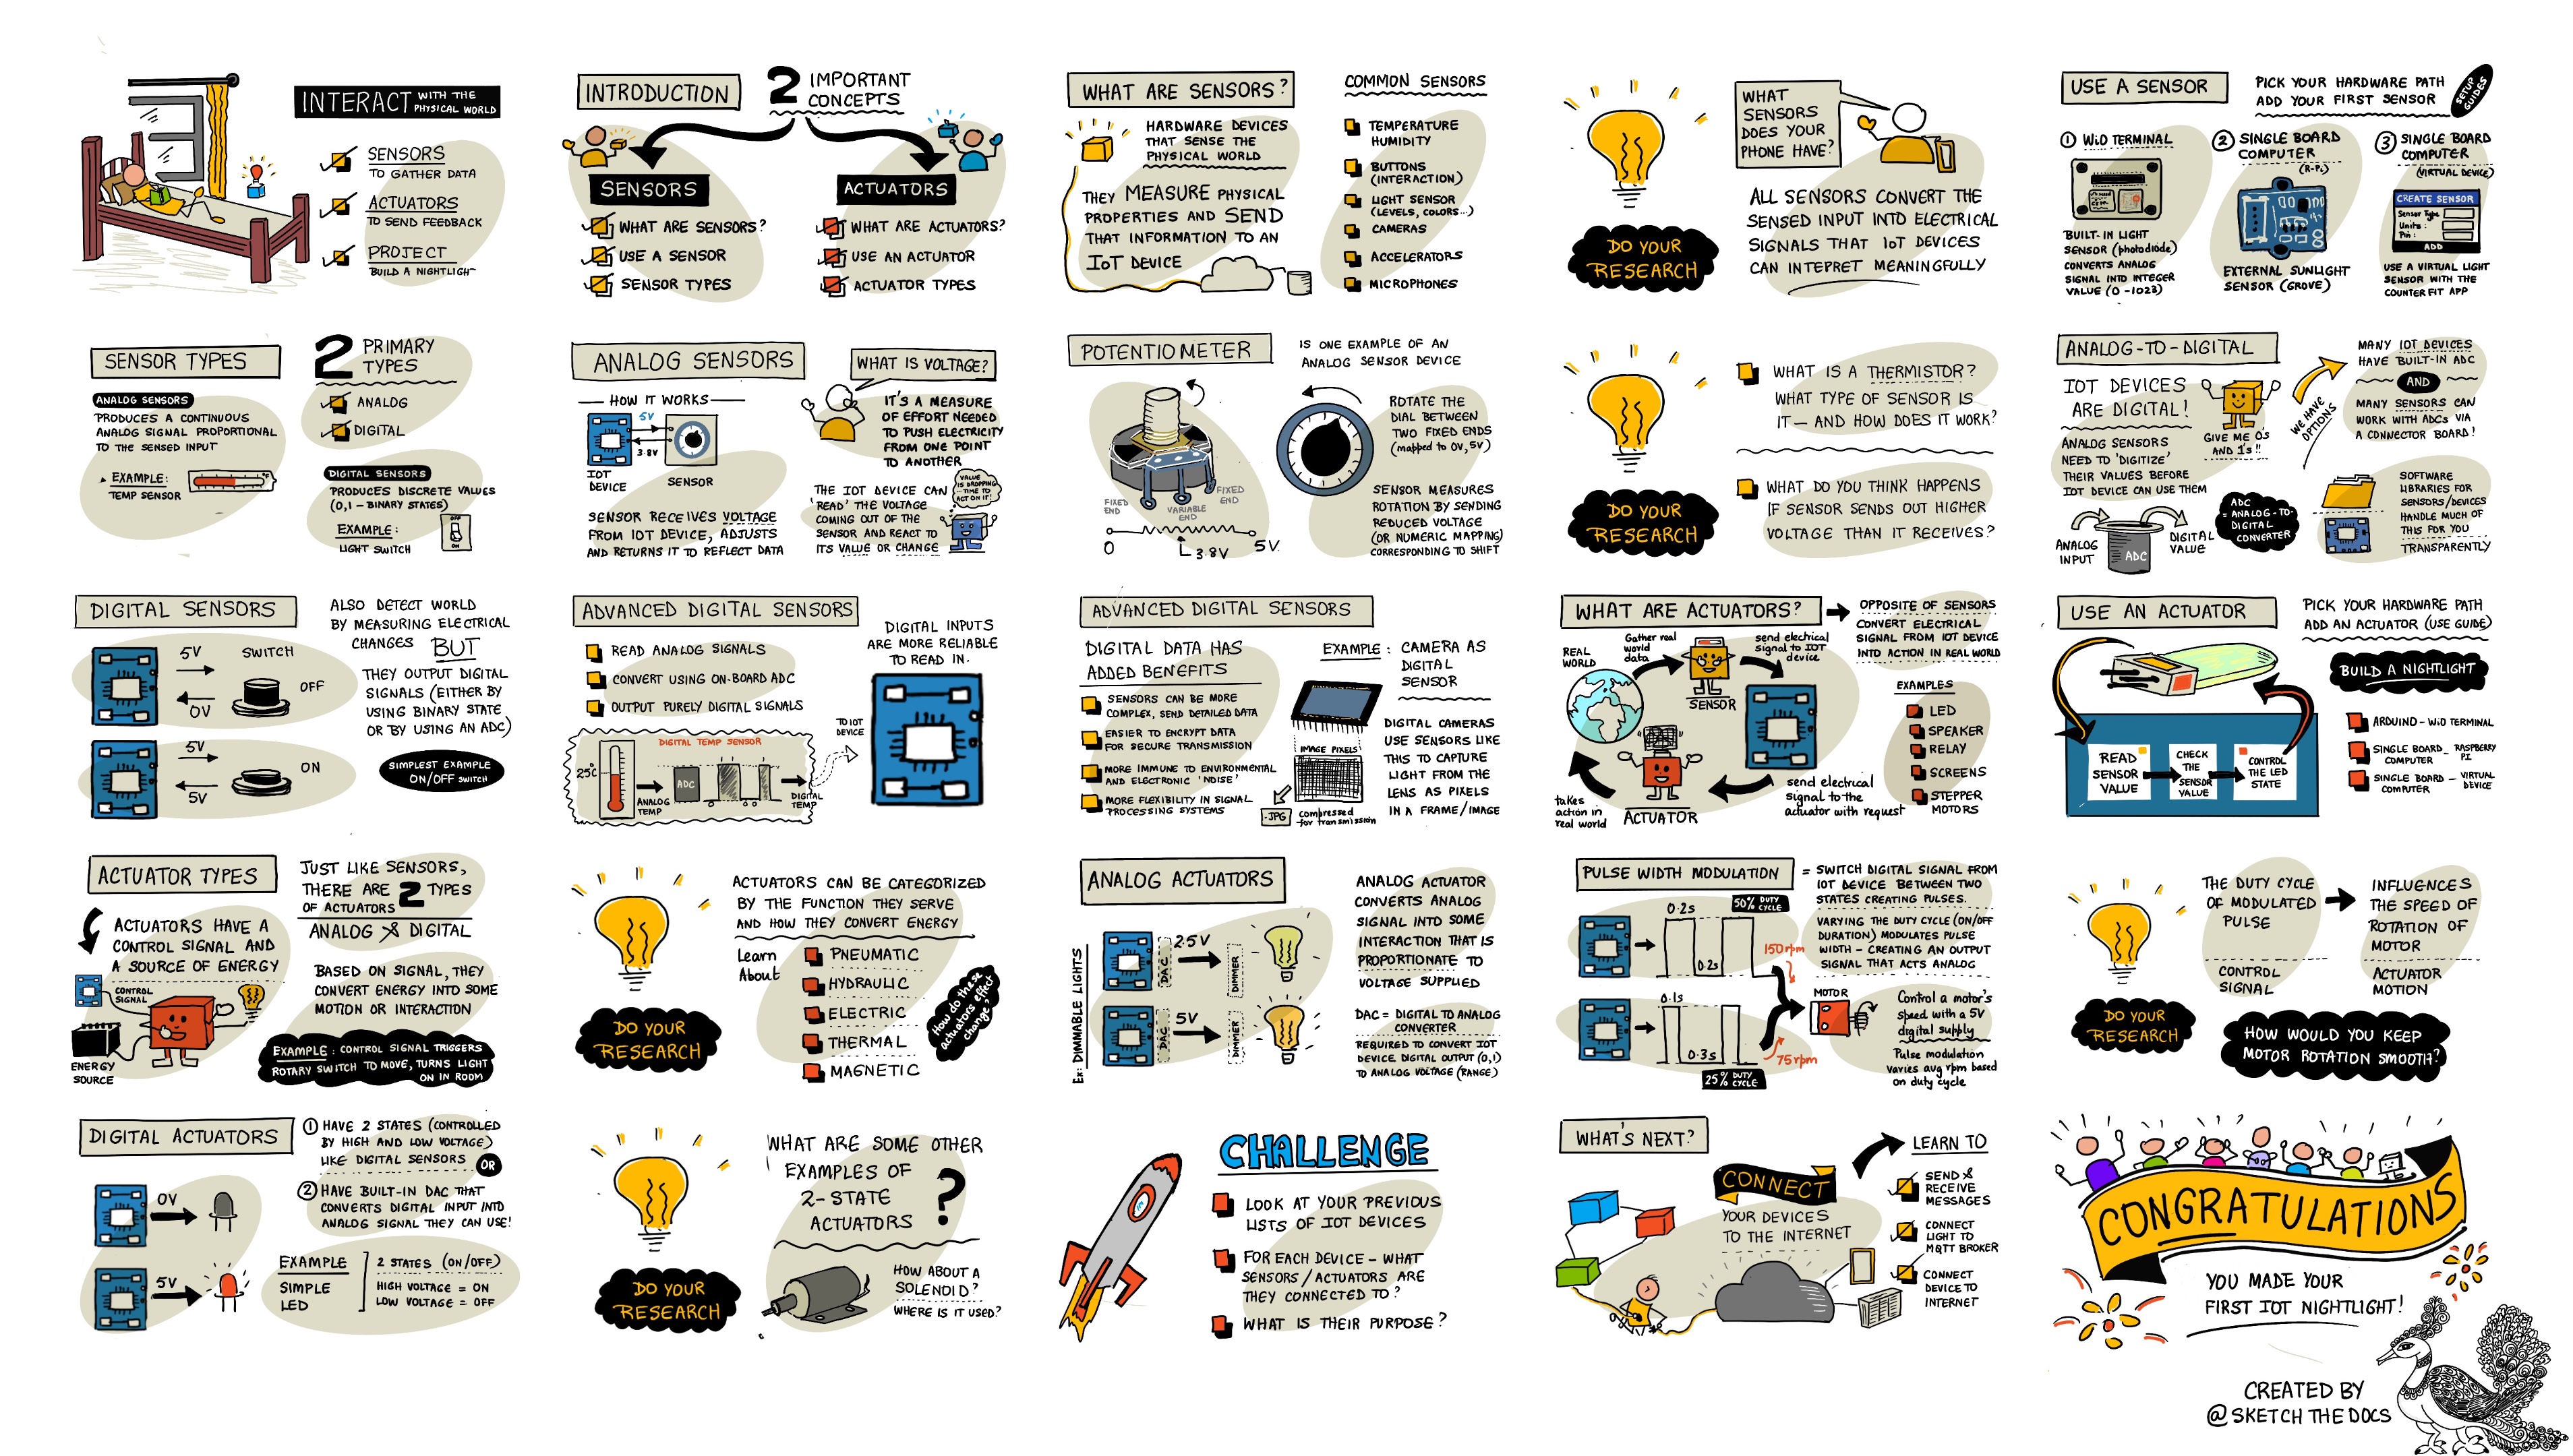 INTERACT WITH THE
PHYSICAL WORLD
SENSORS
TO GATHER DATA
ACTUATORS
TO SEND FEEDBACK
PROJECT
BUILD A NIGHTLIGHT
INTRODUCTION
2 IMPORTANT
CONCEPTS
SENSORS
WHAT ARE SENSORS?
USE A SENSOR
SENSOR TYPES
ACTUATORS
WHAT ARE ACTUATORS?
USE AN ACTUATOR
ACTUATOR TYPES
WHAT ARE SENSORS?
HARDWARE DEVICES
THAT SENSE THE
PHYSICAL WORLD
THEY MEASURE PHYSICAL
PROPERTIES AND SEND
THAT INFORMATION TO AN
IoT DEVICE
COMMON SENSORS
TEMPERATURE
HUMIDITY
BUTTONS
(INTERACTION)
LIGHT SENSOR
(LEVELS, COLORS...)
CAMERAS
ACCELERATORS
MICROPHONES
DO YOUR
RESEARCH
WHAT
SENSORS
DOES YOUR
PHONE HAVE?
ALL SENSORS CONVERT THE
SENSED INPUT INTO ELECTRICAL
SIGNALS THAT IoT DEVICES
CAN INTEPRET MEANINGFULLY
USE A SENSOR
PICK YOUR HARDWARE PATH
ADD YOUR FIRST SENSOR
SETUP
GUIDES
1 WiO TERMINAL
BUILT-IN LIGHT
SENSOR (photodiode)
CONVERTS ANALOG
SIGNAL INTO INTEGER
VALUE (0-1023)
2 SINGLE BOARD
COMPUTER
(R-Pi)
EXTERNAL SUNLIGHT
SENSOR (GROVE)
3 SINGLE BOARD
COMPUTER
(VIRTUAL DEVICE)
CREATE SENSOR
Sensor Type
Units:
Pin:
ADD
USE A VIRTUAL LIGHT
SENSOR WITH THE
COUNTER FIT APP
SENSOR TYPES
2 PRIMARY
TYPES
ANALOG
DIGITAL
ANALOG SENSORS
PRODUCES A CONTINUOUS
ANALOG SIGNAL PROPORTIONAL
TO THE SENSED INPUT
EXAMPLE:
TEMP SENSOR
DIGITAL SENSORS
PRODUCES DISCRETE VALUES
(0,1 - BINARY STATES)
EXAMPLE:
LIGHT SWITCH
OFF
ON
ANALOG SENSORS
HOW IT WORKS
5V
3.8V
IOT
DEVICE
SENSOR
SENSOR RECEIVES VOLTAGE
FROM IOT DEVICE, ADJUSTS
AND RETURNS IT TO REFLECT DATA
WHAT IS VOLTAGE?
IT'S A MEASURE
OF EFFORT NEEDED
TO PUSH ELECTRICITY
FROM ONE POINT
TO ANOTHER
THE IOT DEVICE CAN
'READ' THE VOLTAGE
COMING OUT OF THE
SENSOR AND REACT TO
ITS VALUE OR CHANGE
VALUE
IS DROPPING
- TIME TO
ACT ON IT!
POTENTIOMETER
IS ONE EXAMPLE OF AN
ANALOG SENSOR DEVICE
FIXED
END
VARIABLE
END
FIXED
END
0
3.8V
5V
ROTATE THE
DIAL BETWEEN
TWO FIXED ENDS
(mapped to 0V, 5V)
SENSOR MEASURES
ROTATION BY SENDING
REDUCED VOLTAGE
(OR NUMERIC MAPPING)
CORRESPONDING TO SHIFT
DO YOUR
RESEARCH
WHAT IS A THERMISTOR?
WHAT TYPE OF SENSOR IS
IT - AND HOW DOES IT WORK?
WHAT DO YOU THINK HAPPENS
IF SENSOR SENDS OUT HIGHER
VOLTAGE THAN IT RECEIVES?
ANALOG-TO-DIGITAL
IOT DEVICES
ARE DIGITAL!
ANALOG SENSORS
NEED TO 'DIGITIZE'
THEIR VALUES BEFORE
IOT DEVICE CAN USE THEM
GIVE ME 0'S
AND 1'S!!
WE HAVE
OPTIONS
MANY IOT DEVICES
HAVE BUILT-IN ADC
AND
MANY SENSORS CAN
WORK WITH ADCs VIA
A CONNECTOR BOARD!
ANALOG
INPUT
ADC
DIGITAL
VALUE
ADC
= ANALOG-TO-
DIGITAL
CONVERTER
SOFTWARE
LIBRARIES FOR
SENSORS/DEVICES
HANDLE MUCH OF
THIS FOR YOU
TRANSPARENTLY
DIGITAL SENSORS
5V
0V
SWITCH
OFF
5V
5V
ON
ALSO DETECT WORLD
BY MEASURING ELECTRICAL
CHANGES BUT
THEY OUTPUT DIGITAL
SIGNALS (EITHER BY
USING BINARY STATE
OR BY USING AN ADC)
SIMPLEST EXAMPLE
ON/OFF SWITCH
ADVANCED DIGITAL SENSORS
READ ANALOG SIGNALS
CONVERT USING ON-BOARD ADC
OUTPUT PURELY DIGITAL SIGNALS
DIGITAL INPUTS
ARE MORE RELIABLE
TO READ IN.
DIGITAL TEMP SENSOR
25°C
ANALOG
TEMP
ADC
DIGITAL
TEMP
TO IOT
DEVICE
ADVANCED DIGITAL SENSORS
DIGITAL DATA HAS
ADDED BENEFITS
SENSORS CAN BE MORE
COMPLEX, SEND DETAILED DATA
EASIER TO ENCRYPT DATA
FOR SECURE TRANSMISSION
MORE IMMUNE TO ENVIRONMENTAL
AND ELECTRONIC 'NOISE'
MORE FLEXIBILITY IN SIGNAL
PROCESSING SYSTEMS
EXAMPLE: CAMERA AS
DIGITAL
SENSOR
IMAGE PIXELS
.JPG
compressed
for transmission
DIGITAL CAMERAS
USE SENSORS LIKE
THIS TO CAPTURE
LIGHT FROM THE
LENS AS PIXELS
IN A FRAME/IMAGE
WHAT ARE ACTUATORS?
OPPOSITE OF SENSORS
CONVERT ELECTRICAL
SIGNAL FROM IOT DEVICE
INTO ACTION IN REAL WORLD
REAL
WORLD
Gather real
world
data
SENSOR
send electrical
signal to IOT
device
send electrical
signal to the
actuator with request
ACTUATOR
takes
action in
real world
EXAMPLES
LED
SPEAKER
RELAY
SCREENS
STEPPER
MOTORS
USE AN ACTUATOR
PICK YOUR HARDWARE PATH
ADD AN ACTUATOR (USE GUIDE)
BUILD A NIGHTLIGHT
READ
SENSOR
VALUE
CHECK
THE
SENSOR
VALUE
CONTROL
THE LED
STATE
ARDUINO - WiO TERMINAL
SINGLE BOARD - RASPBERRY
COMPUTER PI
SINGLE BOARD - VIRTUAL
COMPUTER DEVICE
ACTUATOR TYPES
JUST LIKE SENSORS,
THERE ARE 2 TYPES
OF ACTUATORS
ANALOG & DIGITAL
ACTUATORS HAVE A
CONTROL SIGNAL AND
A SOURCE OF ENERGY
CONTROL
SIGNAL
ENERGY
SOURCE
BASED ON SIGNAL, THEY
CONVERT ENERGY INTO SOME
MOTION OR INTERACTION
EXAMPLE: CONTROL SIGNAL TRIGGERS
ROTARY SWITCH TO MOVE, TURNS LIGHT
ON IN ROOM
DO YOUR
RESEARCH
ACTUATORS CAN BE CATEGORIZED
BY THE FUNCTION THEY SERVE
AND HOW THEY CONVERT ENERGY
Learn
About
PNEUMATIC
HYDRAULIC
ELECTRIC
THERMAL
MAGNETIC
How do these
actuators effect
change?
ANALOG ACTUATORS
Ex: DIMMABLE LIGHTS
DAC
2.5V
DIMMER
DAC
5V
DIMMER
ANALOG ACTUATOR
CONVERTS ANALOG
SIGNAL INTO SOME
INTERACTION THAT IS
PROPORTIONATE TO
VOLTAGE SUPPLIED
DAC = DIGITAL TO ANALOG
CONVERTER
REQUIRED TO CONVERT IOT
DEVICE DIGITAL OUTPUT (0,1)
TO ANALOG VOLTAGE (RANGE)
PULSE WIDTH MODULATION
= SWITCH DIGITAL SIGNAL FROM
IOT DEVICE BETWEEN TWO
STATES CREATING PULSES.
VARYING THE DUTY CYCLE (ON/OFF
DURATION) MODULATES PULSE
WIDTH - CREATING AN OUTPUT
SIGNAL THAT ACTS ANALOG
0.2s
50% DUTY
CYCLE
0.2s
150rpm
0.1s
0.3s
25% DUTY
CYCLE
75rpm
MOTOR
Control a motor's
speed with a 5V
digital supply
Pulse modulation
varies avg rpm based
on duty cycle
DO YOUR
RESEARCH
THE DUTY CYCLE
OF MODULATED
PULSE
CONTROL
SIGNAL
INFLUENCES
THE SPEED OF
ROTATION OF
MOTOR
ACTUATOR
MOTION
HOW WOULD YOU KEEP
MOTOR ROTATION SMOOTH?
DIGITAL ACTUATORS
1 HAVE 2 STATES (CONTROLLED
BY HIGH AND LOW VOLTAGE)
LIKE DIGITAL SENSORS OR
2 HAVE BUILT-IN DAC THAT
CONVERTS DIGITAL INPUT INTO
ANALOG SIGNAL THEY CAN USE!
0V
5V
EXAMPLE
SIMPLE
LED
2 STATES (ON/OFF)
HIGH VOLTAGE = ON
LOW VOLTAGE = OFF
DO YOUR
RESEARCH
WHAT ARE SOME OTHER
EXAMPLES OF
2-STATE
ACTUATORS ?
HOW ABOUT A
SOLENOID?
WHERE IS IT USED?
CHALLENGE
LOOK AT YOUR PREVIOUS
LISTS OF IOT DEVICES
FOR EACH DEVICE - WHAT
SENSORS/ACTUATORS ARE
THEY CONNECTED TO?
WHAT IS THEIR PURPOSE?
WHAT'S NEXT?
CONNECT
YOUR DEVICES
TO THE INTERNET
LEARN TO
SEND &
RECEIVE
MESSAGES
CONNECT
LIGHT TO
MQTT BROKER
CONNECT
DEVICE TO
INTERNET
CONGRATULATIONS
YOU MADE YOUR
FIRST IOT NIGHTLIGHT!
CREATED BY
@SKETCHTHEDOCS